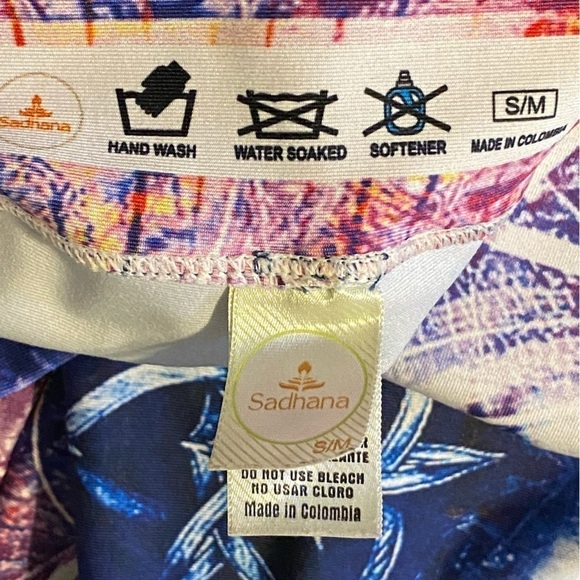 Sadhana
HAND WASH
WATER SOAKED
SOFTENER
S/M
MADE IN COLOMBIA
Sadhana
S/M
DO NOT USE BLEACH
NO USAR CLORO
Made in Colombia